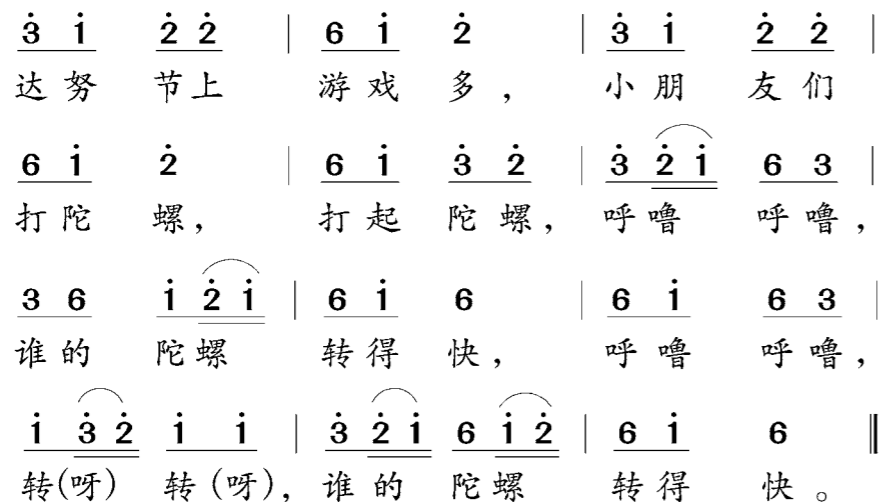 3̇ 1̇ 2̇ 2̇ | 6 1̇ 2̇ | 3̇ 1̇ 2̇ 2̇ |
达努 节上 游戏 多， 小朋 友们
6 1̇ 2̇ | 6 1̇ 3̇ 2̇ | 3̇ 2̇ 1̇ 6 3 |
打陀 螺， 打起 陀螺， 呼噜 呼噜，
3 6 1̇ 2̇ 1̇ | 6 1̇ 6 | 6 1̇ 6 3 |
谁的 陀螺 转得 快， 呼噜 呼噜，
1̇ 3̇ 2̇ 1̇ 1̇ | 3̇ 2̇ 1̇ 6 1̇ 2̇ | 6 1̇ 6 ‖
转(呀) 转(呀)， 谁的 陀螺 转得 快。